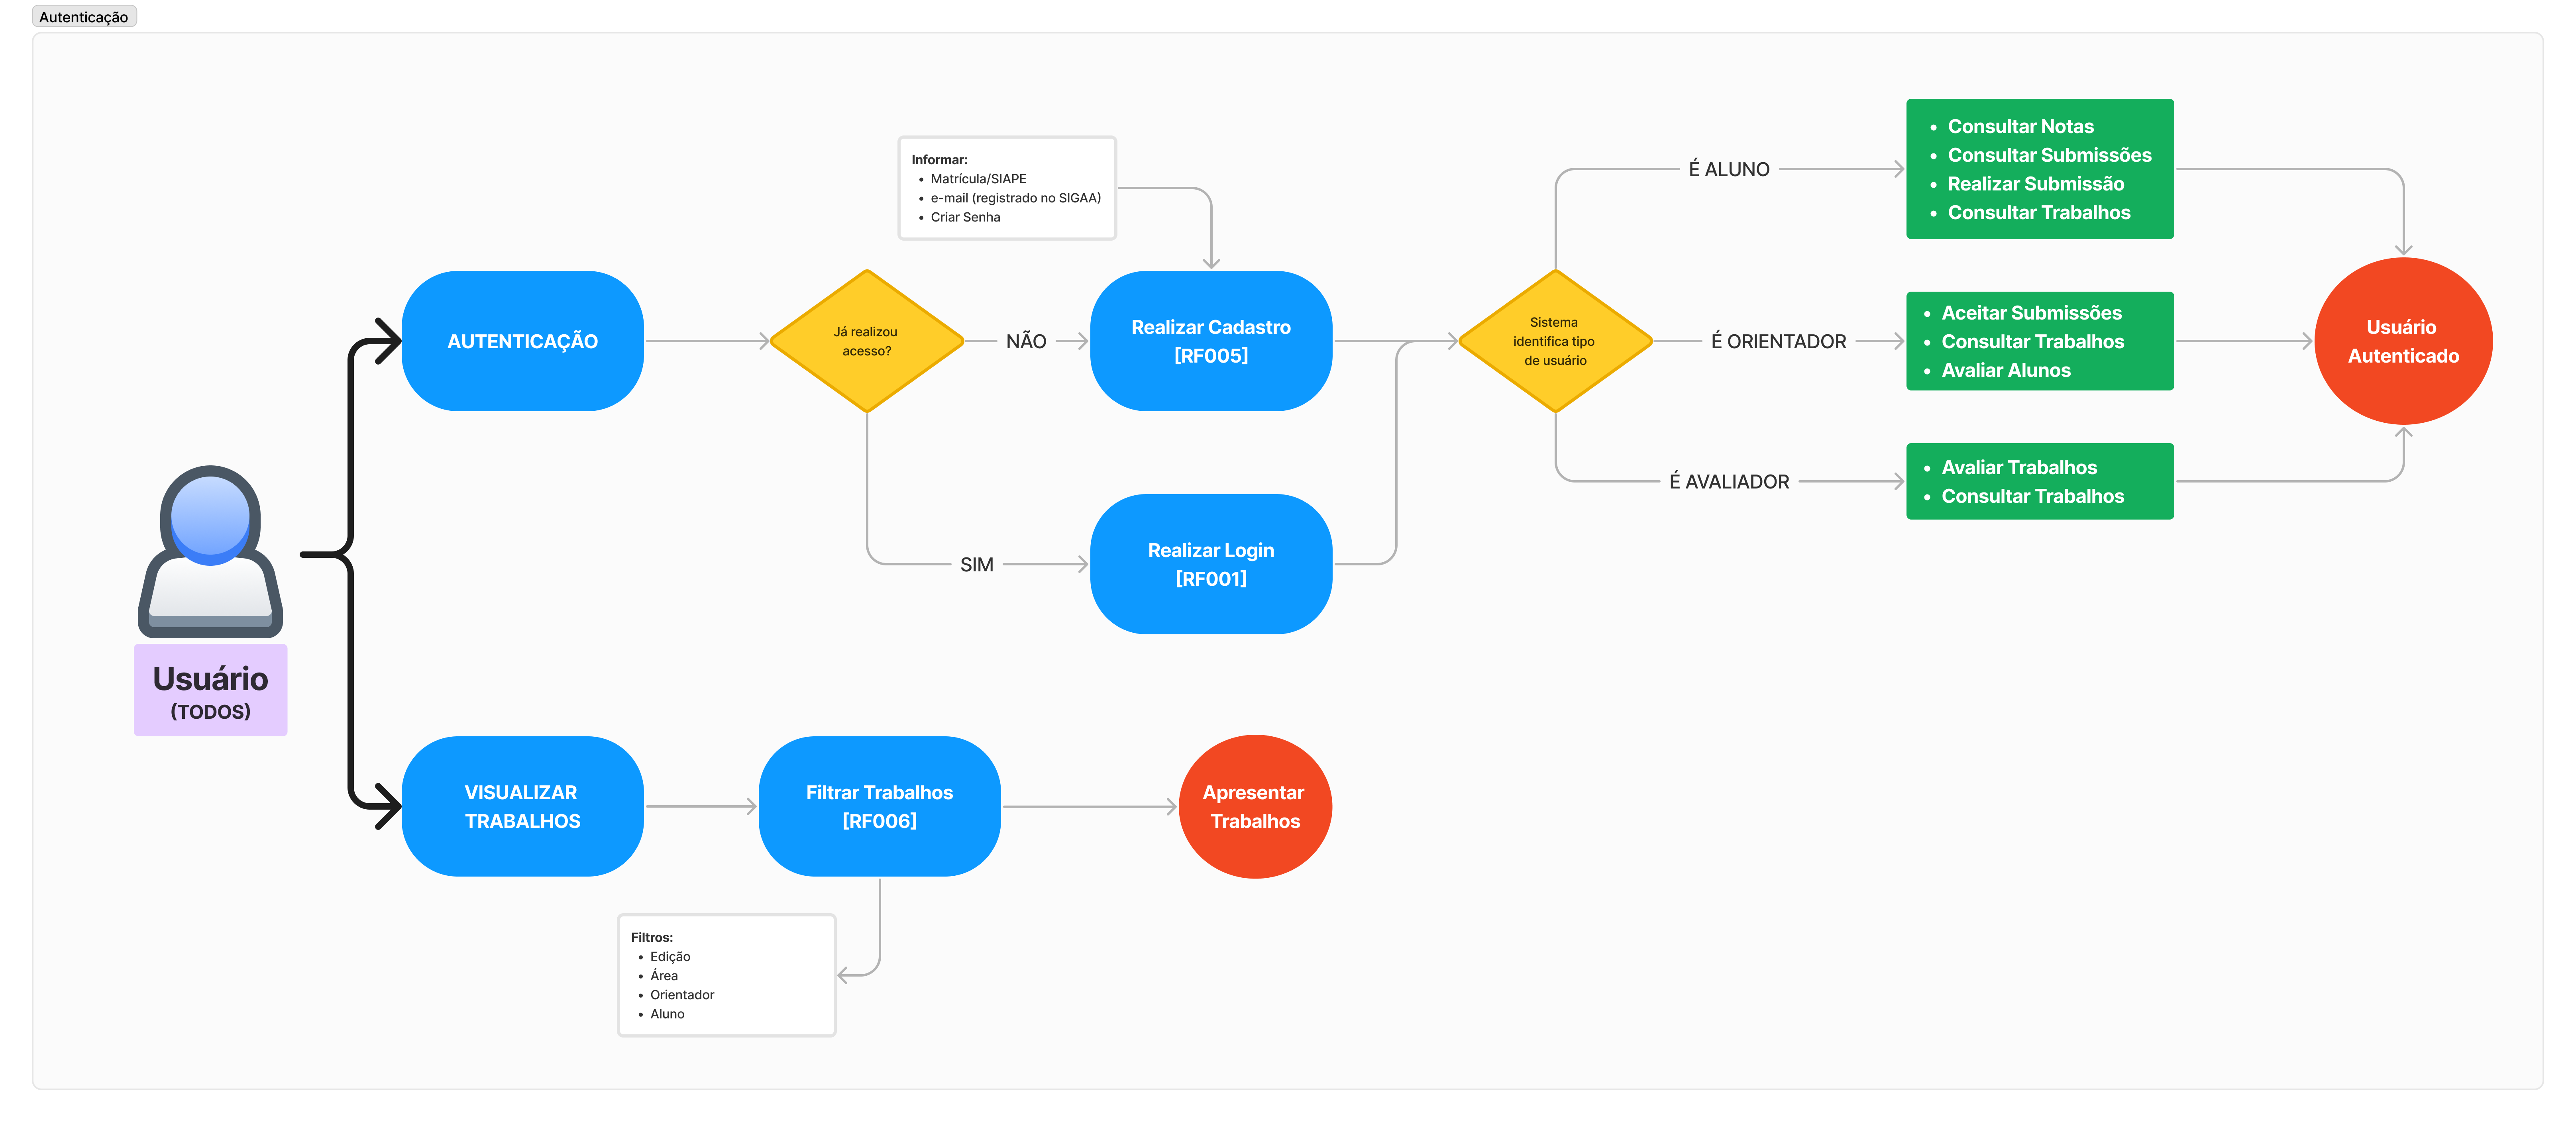 Autenticação
Informar:
Matrícula/SIAPE
e-mail (registrado no SIGAA)
Criar Senha
É ALUNO
Consultar Notas
Consultar Submissões
Realizar Submissão
Consultar Trabalhos
AUTENTICAÇÃO
Já realizou
acesso?
NÃO
Realizar Cadastro
[RF005]
Sistema
identifica tipo
de usuário
É ORIENTADOR
Aceitar Submissões
Consultar Trabalhos
Avaliar Alunos
Usuário
Autenticado
É AVALIADOR
Avaliar Trabalhos
Consultar Trabalhos
SIM
Realizar Login
[RF001]
Usuário
(TODOS)
VISUALIZAR
TRABALHOS
Filtrar Trabalhos
[RF006]
Apresentar
Trabalhos
Filtros:
Edição
Área
Orientador
Aluno